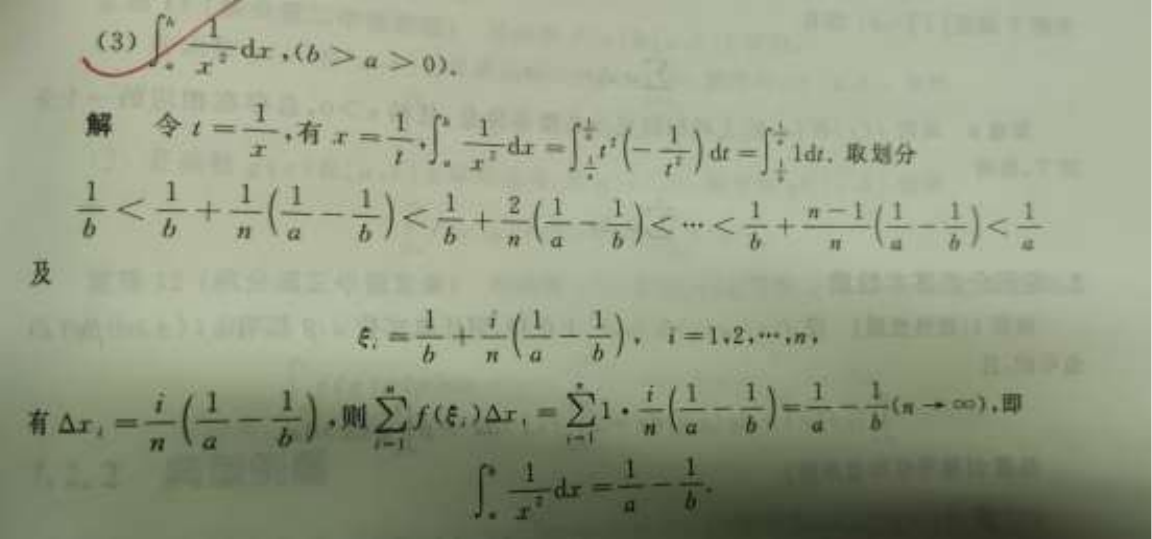 (3) ∫ₐᵇ 1/x² dx,(b>a>0).
解 令 t=1/x,有 x=1/t,∫ₐᵇ 1/x² dx=∫_{1/a}^{1/b} t²(-1/t²)dt=∫_{1/b}^{1/a} 1dt. 取划分
1/b<1/b+1/n(1/a-1/b)<1/b+2/n(1/a-1/b)<⋯<1/b+(n-1)/n(1/a-1/b)<1/a
及
ξᵢ=1/b+i/n(1/a-1/b), i=1,2,⋯,n,
有 Δxᵢ=i/n(1/a-1/b),则∑_{i=1}^{n} f(ξᵢ)Δxᵢ=∑_{i=1}^{n} 1·i/n(1/a-1/b)=1/a-1/b(n→∞),即
∫ₐᵇ 1/x² dx=1/a-1/b.